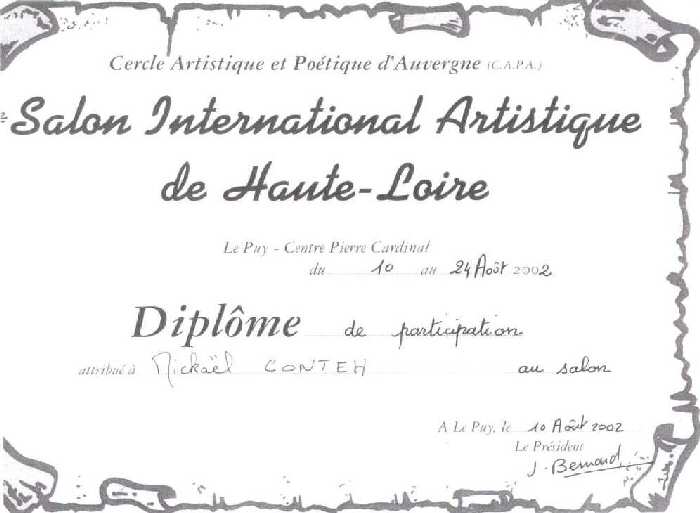 Cercle Artistique et Poétique d'Auvergne (C.A.P.A.)
Salon International Artistique
de Haute-Loire
Le Puy - Centre Pierre Cardinal
du 10 au 24 Août 2002
Diplôme de participation
attribué à Mickaël CONTEH au salon
A Le Puy, le 10 Août 2002
Le Président
J. Bernard